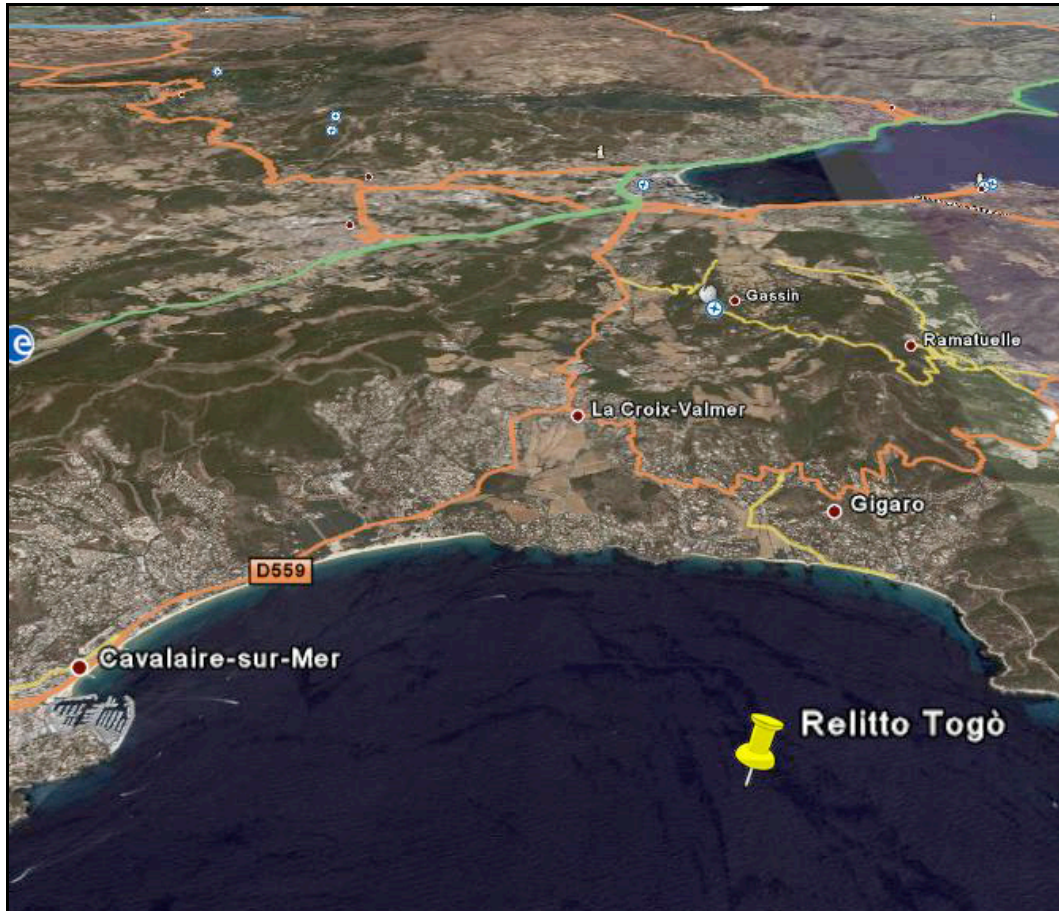 Gassin
Ramatuelle
La Croix-Valmer
Gigaro
D559
Cavalaire-sur-Mer
Relitto Togò